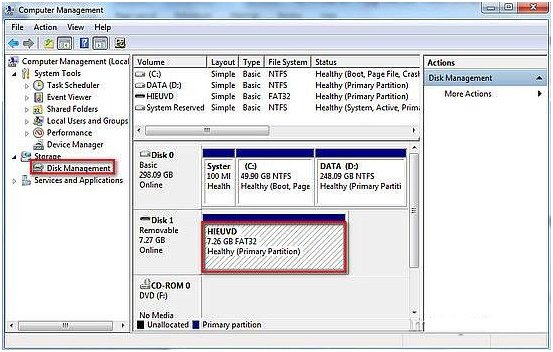 Computer Management
File Action View Help
Computer Management (Local
System Tools
Task Scheduler
Event Viewer
Shared Folders
Local Users and Groups
Performance
Device Manager
Storage
Disk Management
Services and Applications
Volume Layout Type File System Status
(C:) Simple Basic NTFS Healthy (Boot, Page File, Crash
DATA (D:) Simple Basic NTFS Healthy (Primary Partition)
HIEUVD Simple Basic FAT32 Healthy (Primary Partition)
System Reserved Simple Basic NTFS Healthy (System, Active, Prima
Disk 0
Basic
298.09 GB
Online
Syster
100 MI
Health
(C:)
49.90 GB NTFS
Healthy (Boot, Page
DATA (D:)
248.09 GB NTFS
Healthy (Primary Partiti
Disk 1
Removable
7.27 GB
Online
HIEUVD
7.26 GB FAT32
Healthy (Primary Partition)
CD-ROM 0
DVD (F:)
No Media
Unallocated Primary partition
Actions
Disk Management
More Actions